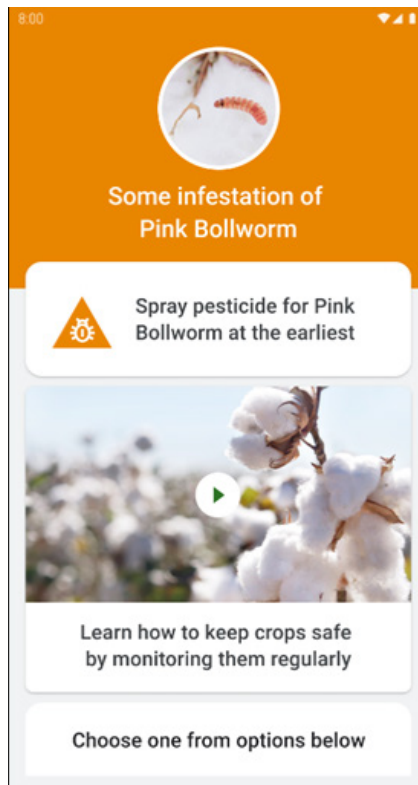 8:00
Some infestation of
Pink Bollworm
Spray pesticide for Pink
Bollworm at the earliest
Learn how to keep crops safe
by monitoring them regularly
Choose one from options below